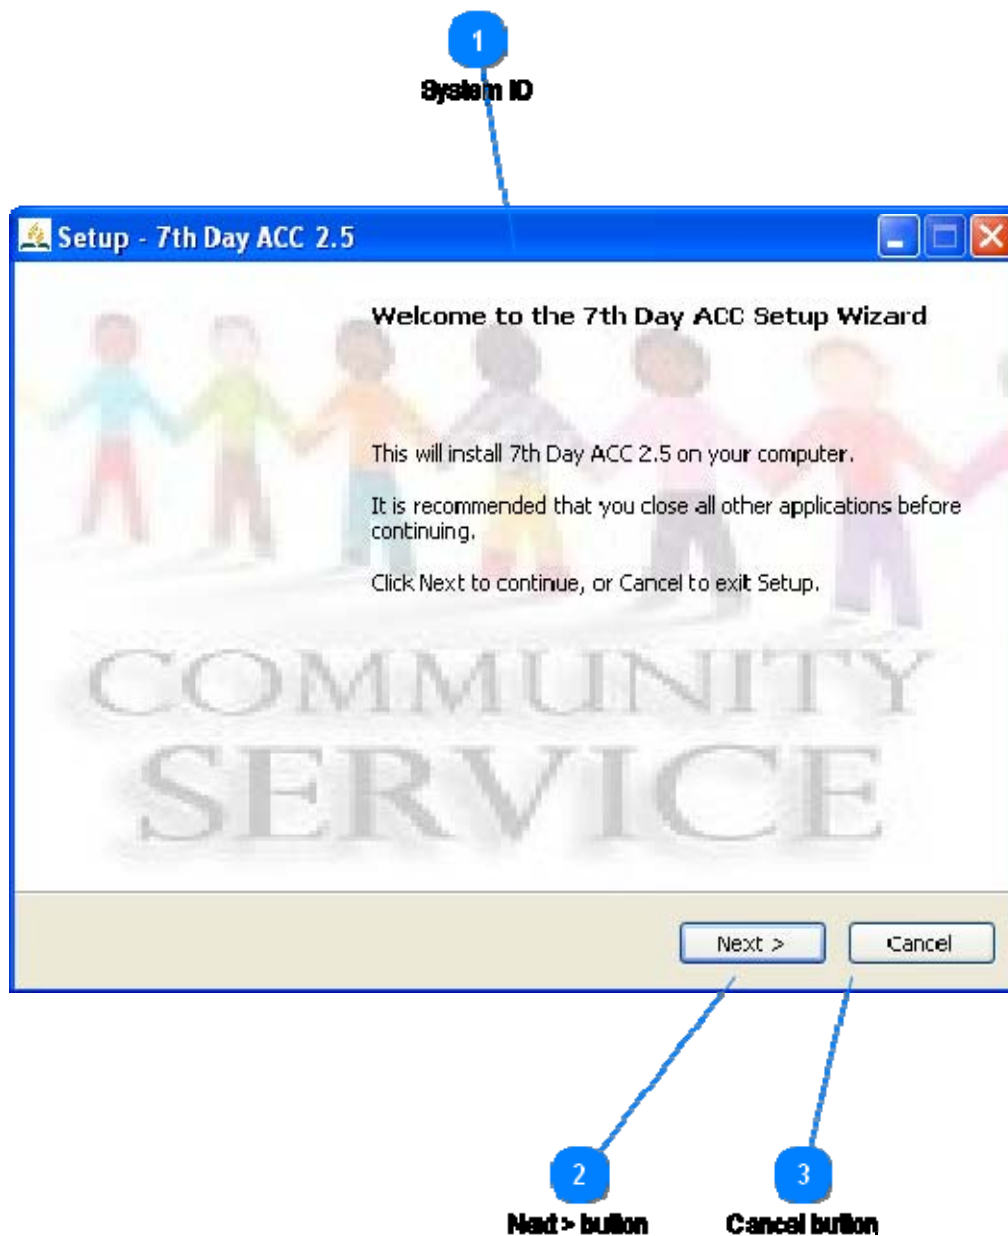 1
System ID
Setup - 7th Day ACC 2.5
Welcome to the 7th Day ACC Setup Wizard
This will install 7th Day ACC 2.5 on your computer.
It is recommended that you close all other applications before
continuing.
Click Next to continue, or Cancel to exit Setup.
COMMUNITY
SERVICE
Next >
Cancel
2
3
Next > button
Cancel button